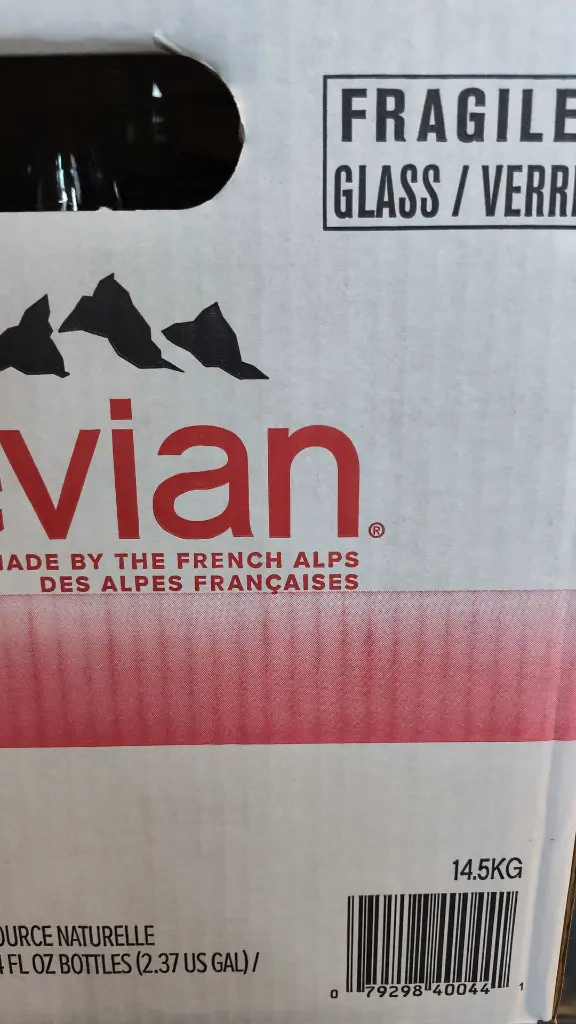 FRAGILE
GLASS / VERR
evian®
MADE BY THE FRENCH ALPS
DES ALPES FRANÇAISES
14.5KG
OURCE NATURELLE
FL OZ BOTTLES (2.37 US GAL) /
0 79298 40044 1